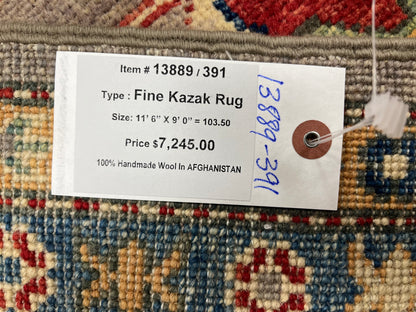 Item # 13889 / 391
Type : Fine Kazak Rug
Size: 11' 6" X 9' 0" = 103.50
Price $7,245.00
100% Handmade Wool In AFGHANISTAN
13889-391